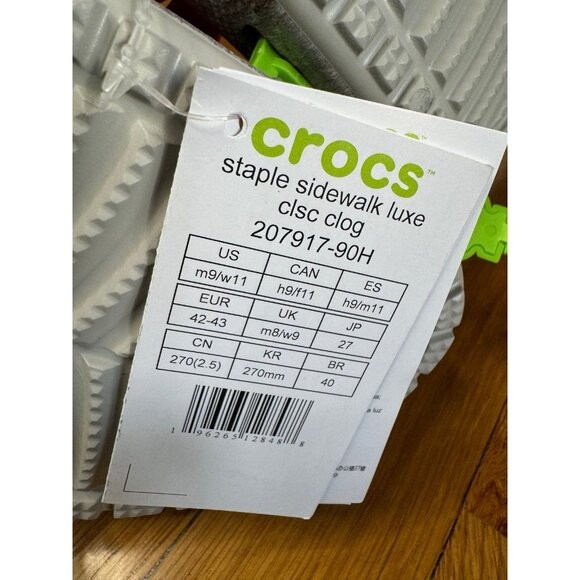 crocs™
staple sidewalk luxe
clsc clog
207917-90H
US CAN ES
m9/w11 h9/f11 h9/m11
EUR UK JP
42-43 m8/w9 27
CN KR BR
270(2.5) 270mm 40
1 96265 12848 8